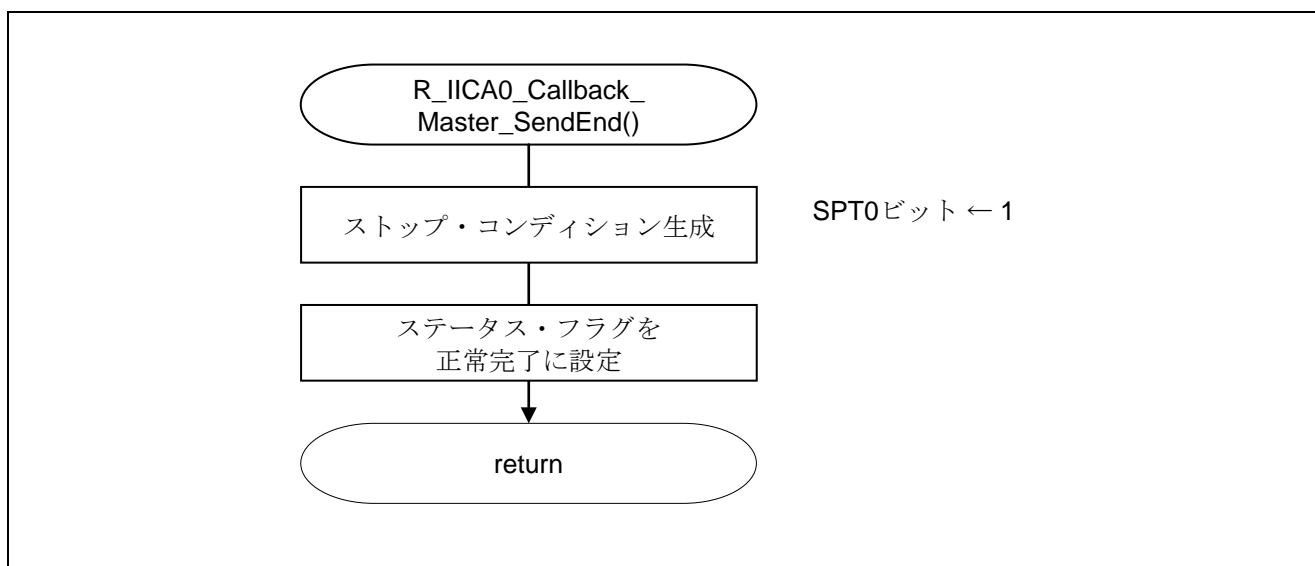 R_IICA0_Callback_
Master_SendEnd()
ストップ・コンディション生成
SPT0ビット ← 1
ステータス・フラグを
正常完了に設定
return